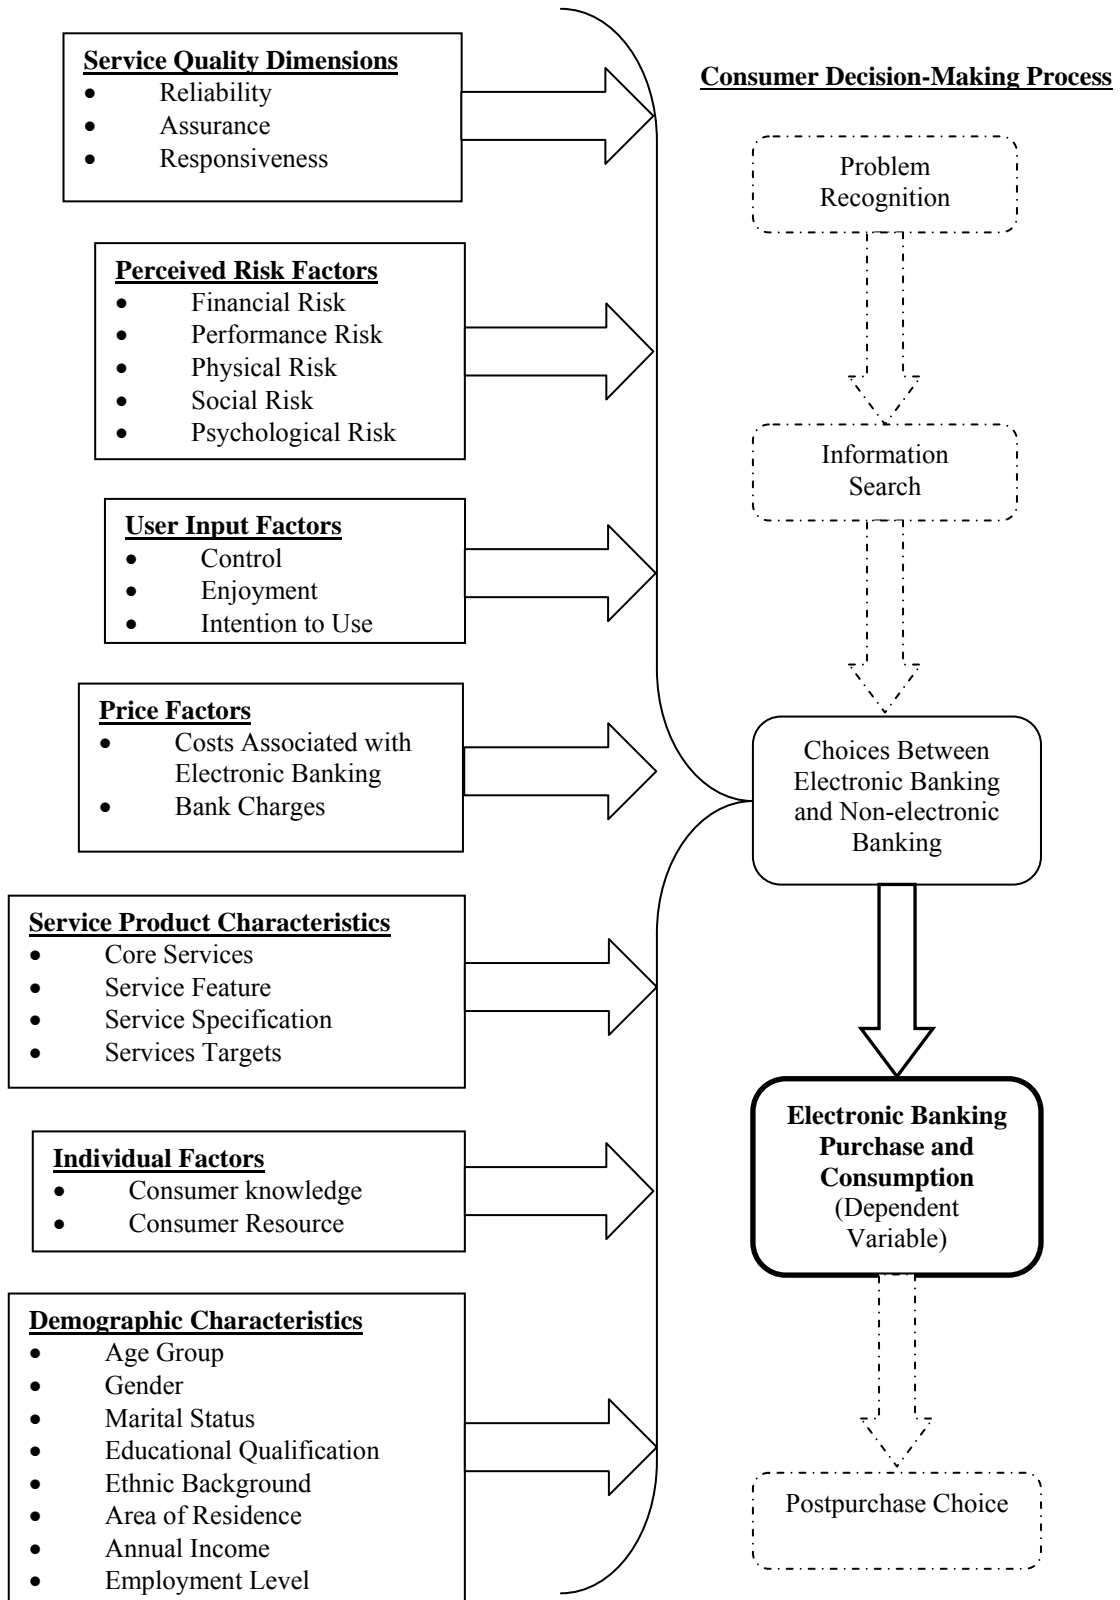 Service Quality Dimensions
• Reliability
• Assurance
• Responsiveness
Perceived Risk Factors
• Financial Risk
• Performance Risk
• Physical Risk
• Social Risk
• Psychological Risk
User Input Factors
• Control
• Enjoyment
• Intention to Use
Price Factors
• Costs Associated with
Electronic Banking
• Bank Charges
Service Product Characteristics
• Core Services
• Service Feature
• Service Specification
• Services Targets
Individual Factors
• Consumer knowledge
• Consumer Resource
Demographic Characteristics
• Age Group
• Gender
• Marital Status
• Educational Qualification
• Ethnic Background
• Area of Residence
• Annual Income
• Employment Level
Consumer Decision-Making Process
Problem
Recognition
Information
Search
Choices Between
Electronic Banking
and Non-electronic
Banking
Electronic Banking
Purchase and
Consumption
(Dependent
Variable)
Postpurchase Choice